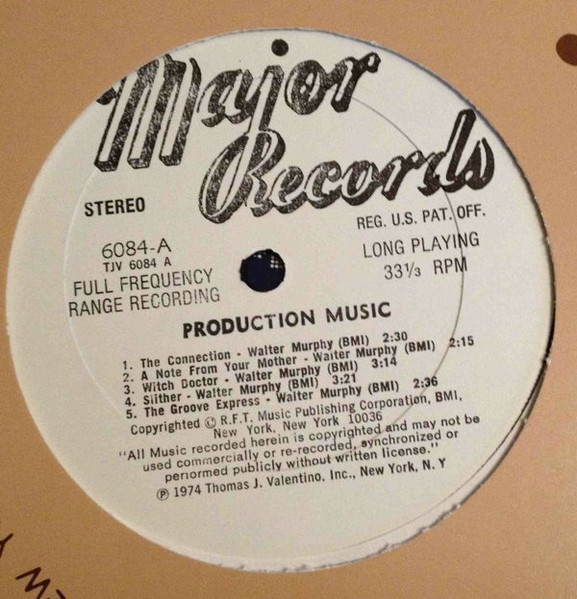 Major
Records
STEREO
REG. U.S. PAT. OFF.
6084-A
TJV 6084 A
LONG PLAYING
FULL FREQUENCY
33⅓ RPM
RANGE RECORDING
PRODUCTION MUSIC
1. The Connection - Walter Murphy (BMI) 2:30
2. A Note From Your Mother - Walter Murphy (BMI) 2:15
3. Witch Doctor - Walter Murphy (BMI) 3:14
4. Slither - Walter Murphy (BMI) 3:21
5. The Groove Express - Walter Murphy (BMI) 2:36
Copyrighted © R.F.T. Music Publishing Corporation, BMI,
New York, New York 10036
"All Music recorded herein is copyrighted and may not be
used commercially or re-recorded, synchronized or
performed publicly without written license."
℗ 1974 Thomas J. Valentino, Inc., New York, N. Y